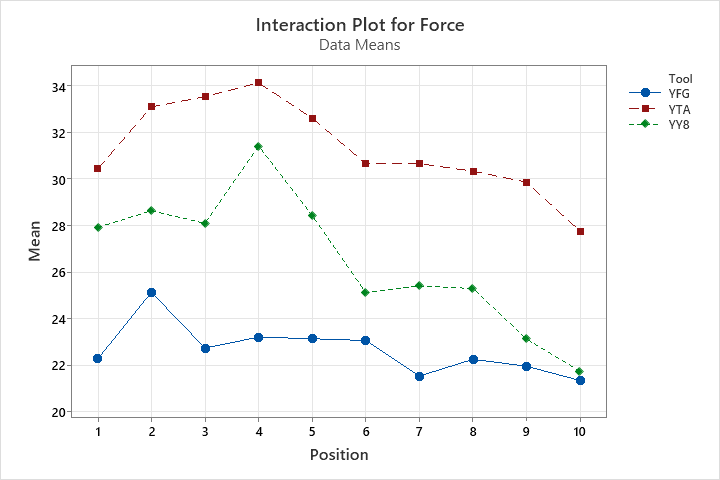 Interaction Plot for Force
Data Means
Tool
YFG
YTA
YY8
Mean
34
32
30
28
26
24
22
20
1 2 3 4 5 6 7 8 9 10
Position